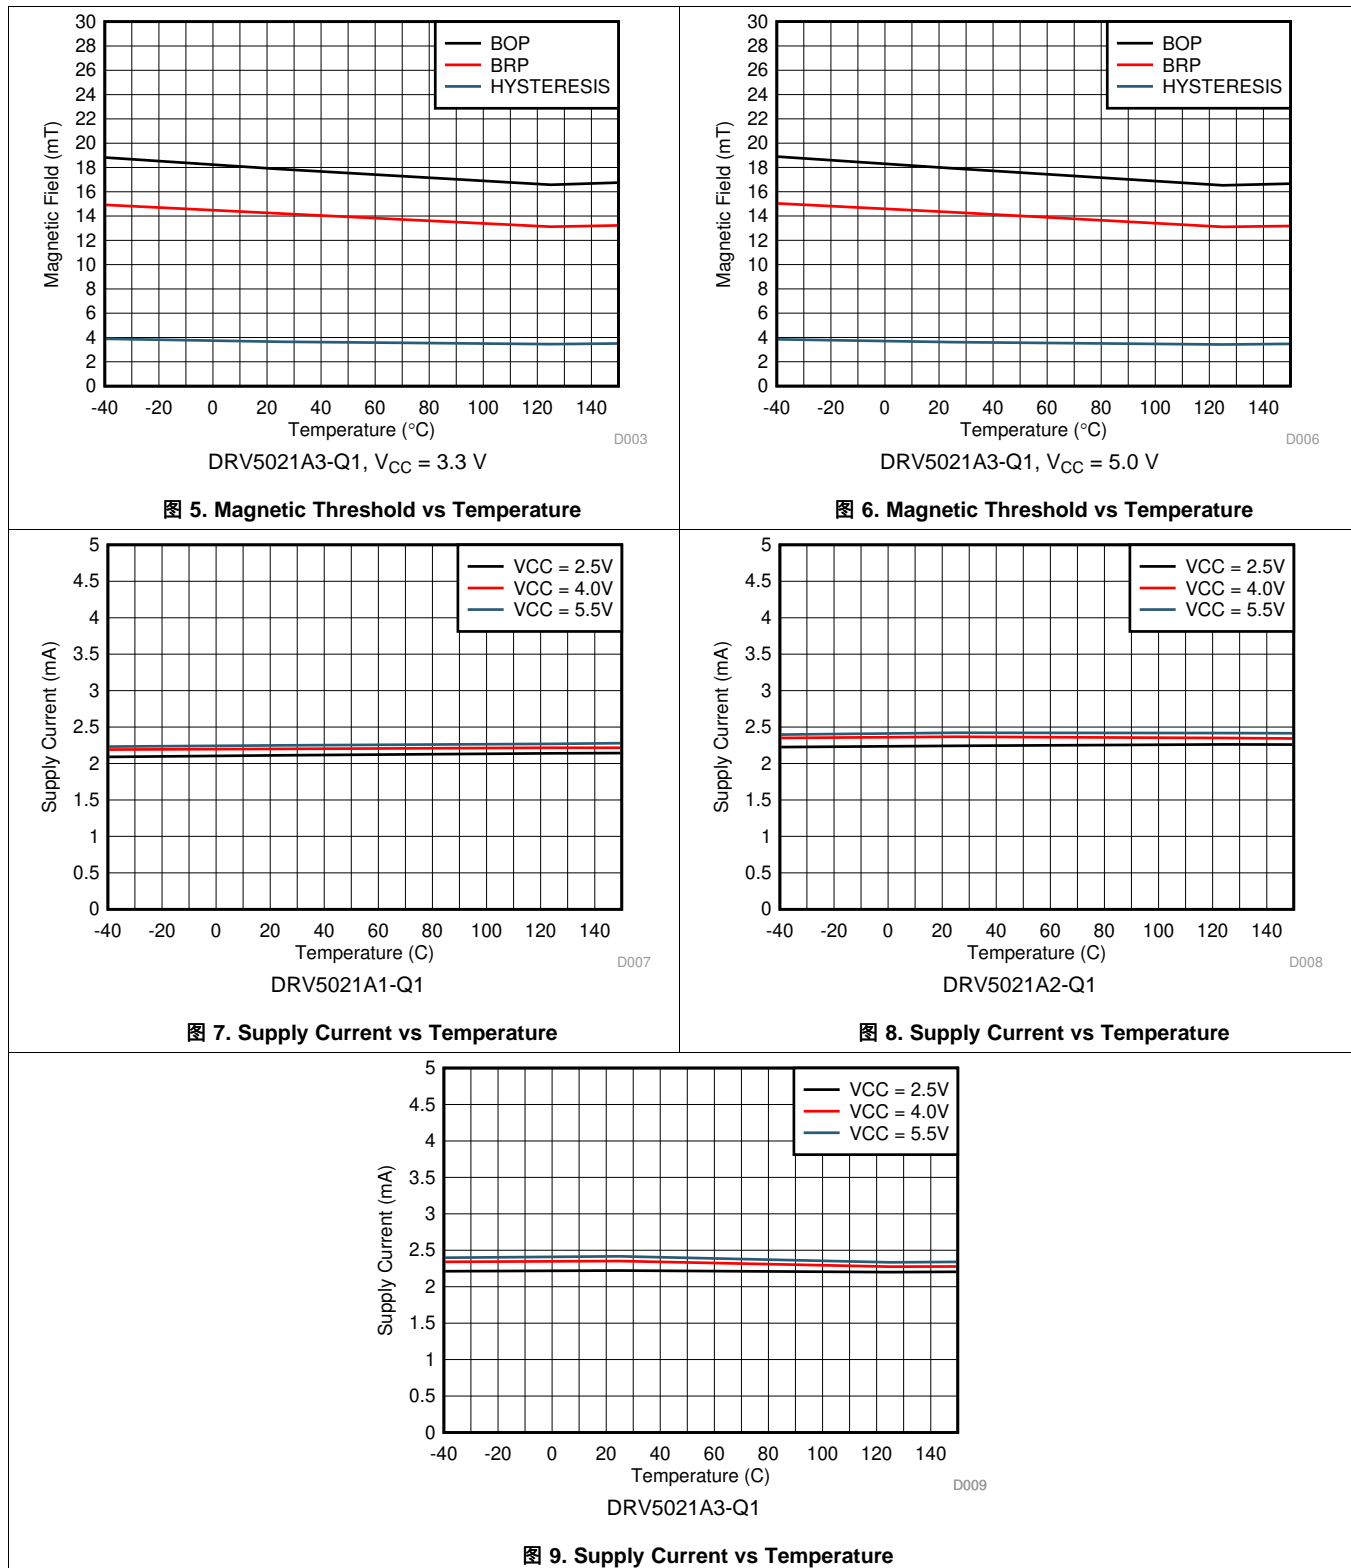 30
28
26
24
22
20
18
16
14
12
10
8
6
4
2
0
Magnetic Field (mT)
BOP
BRP
HYSTERESIS
-40 -20 0 20 40 60 80 100 120 140
Temperature (°C)
D003
DRV5021A3-Q1, VCC = 3.3 V
图 5. Magnetic Threshold vs Temperature
30
28
26
24
22
20
18
16
14
12
10
8
6
4
2
0
Magnetic Field (mT)
BOP
BRP
HYSTERESIS
-40 -20 0 20 40 60 80 100 120 140
Temperature (°C)
D006
DRV5021A3-Q1, VCC = 5.0 V
图 6. Magnetic Threshold vs Temperature
5
4.5
4
3.5
3
2.5
2
1.5
1
0.5
0
Supply Current (mA)
VCC = 2.5V
VCC = 4.0V
VCC = 5.5V
-40 -20 0 20 40 60 80 100 120 140
Temperature (C)
D007
DRV5021A1-Q1
图 7. Supply Current vs Temperature
5
4.5
4
3.5
3
2.5
2
1.5
1
0.5
0
Supply Current (mA)
VCC = 2.5V
VCC = 4.0V
VCC = 5.5V
-40 -20 0 20 40 60 80 100 120 140
Temperature (C)
D008
DRV5021A2-Q1
图 8. Supply Current vs Temperature
5
4.5
4
3.5
3
2.5
2
1.5
1
0.5
0
Supply Current (mA)
VCC = 2.5V
VCC = 4.0V
VCC = 5.5V
-40 -20 0 20 40 60 80 100 120 140
Temperature (C)
D009
DRV5021A3-Q1
图 9. Supply Current vs Temperature